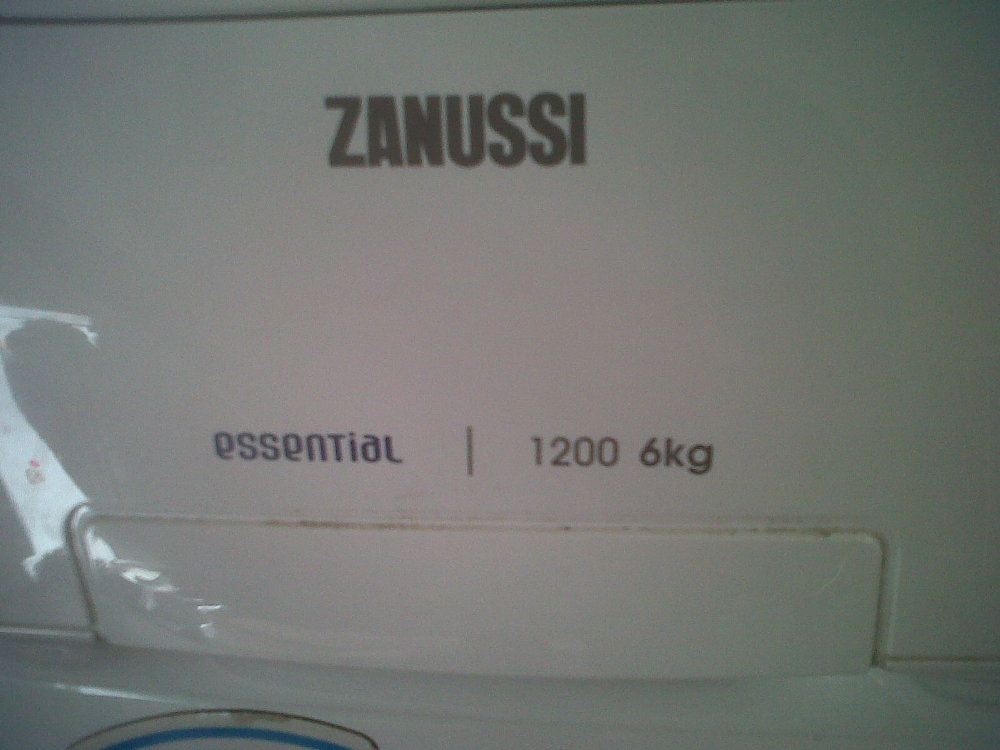 ZANUSSI
essential | 1200 6kg